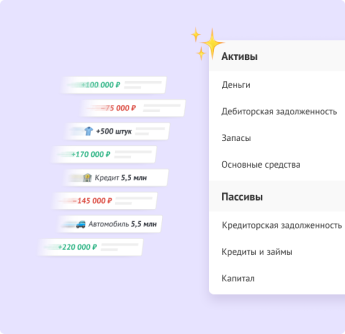 +100 000 ₽
–75 000 ₽
+500 штук
+170 000 ₽
Кредит 5,5 млн
–145 000 ₽
Автомобиль 5,5 млн
+220 000 ₽
Активы
Деньги
Дебиторская задолженность
Запасы
Основные средства
Пассивы
Кредиторская задолженность
Кредиты и займы
Капитал